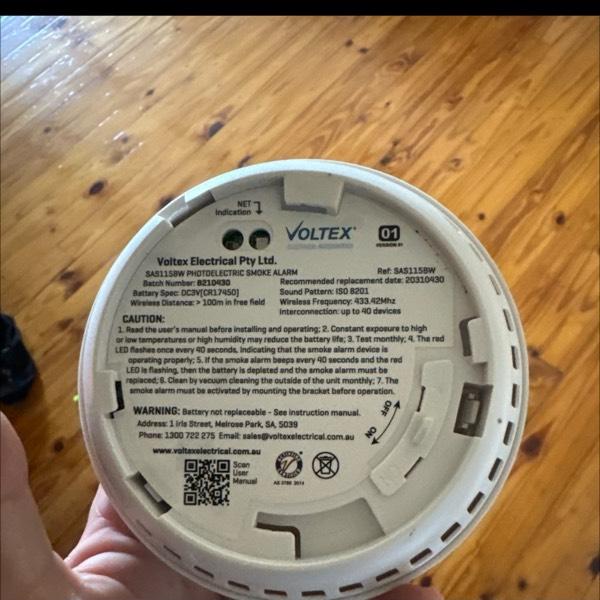 NET
Indication
VOLTEX®
01
VERSION 01
Voltex Electrical Pty Ltd.
SAS115BW PHOTOELECTRIC SMOKE ALARM
Ref: SAS115BW
Batch Number: 8210430
Recommended replacement date: 20310430
Battery Spec: DC3V[CR17450]
Sound Pattern: ISO 8201
Wireless Distance: > 100m in free field
Wireless Frequency: 433.42Mhz
Interconnection: up to 40 devices
CAUTION:
1. Read the user's manual before installing and operating; 2. Constant exposure to high
or low temperatures or high humidity may reduce the battery life; 3. Test monthly; 4. The red
LED flashes once every 40 seconds, indicating that the smoke alarm device is
operating properly; 5. If the smoke alarm beeps every 40 seconds and the red
LED is flashing, then the battery is depleted and the smoke alarm must be
replaced; 6. Clean by vacuum cleaning the outside of the unit monthly; 7. The
smoke alarm must be activated by mounting the bracket before operation.
WARNING: Battery not replaceable - See instruction manual.
Address: 1 Iris Street, Melrose Park, SA, 5039
Phone: 1300 722 275 Email: sales@voltexelectrical.com.au
www.voltexelectrical.com.au
OFF
ON
Scan
User
Manual
AS 3786 2014